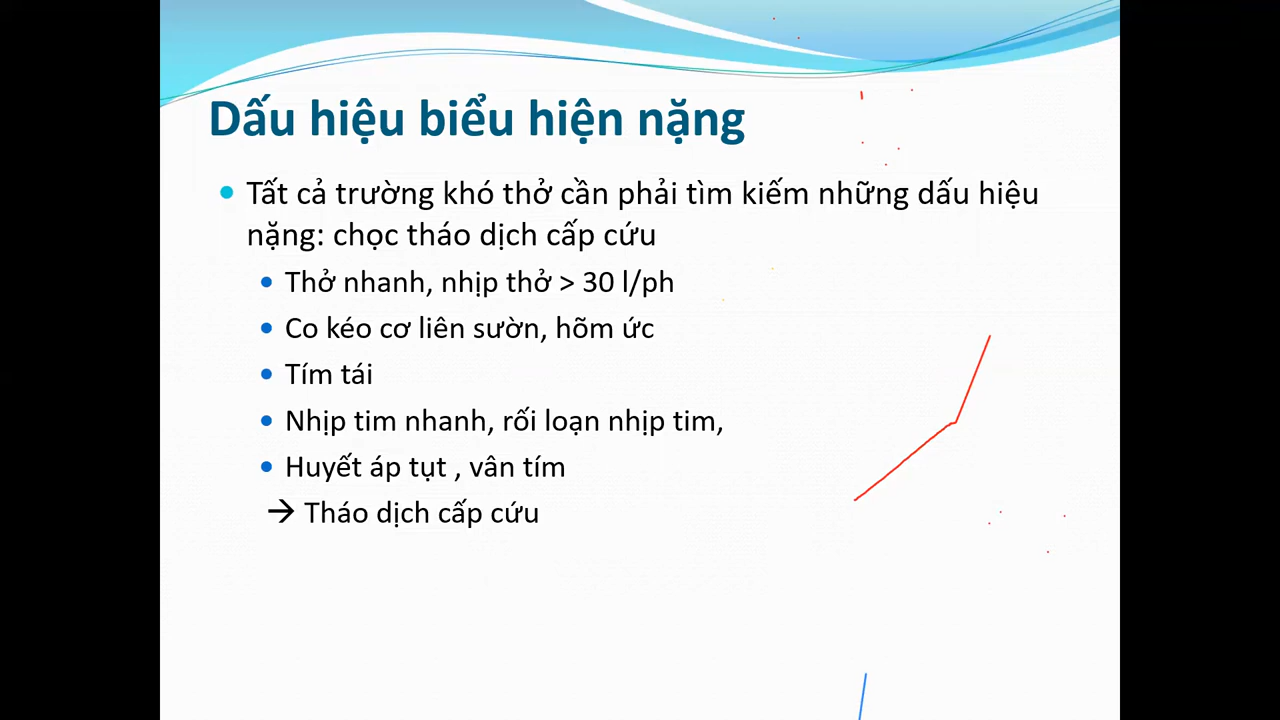 Dấu hiệu biểu hiện nặng
Tất cả trường khó thở cần phải tìm kiếm những dấu hiệu
nặng: chọc tháo dịch cấp cứu
Thở nhanh, nhịp thở > 30 l/ph
Co kéo cơ liên sườn, hõm ức
Tím tái
Nhịp tim nhanh, rối loạn nhịp tim,
Huyết áp tụt , vân tím
→ Tháo dịch cấp cứu